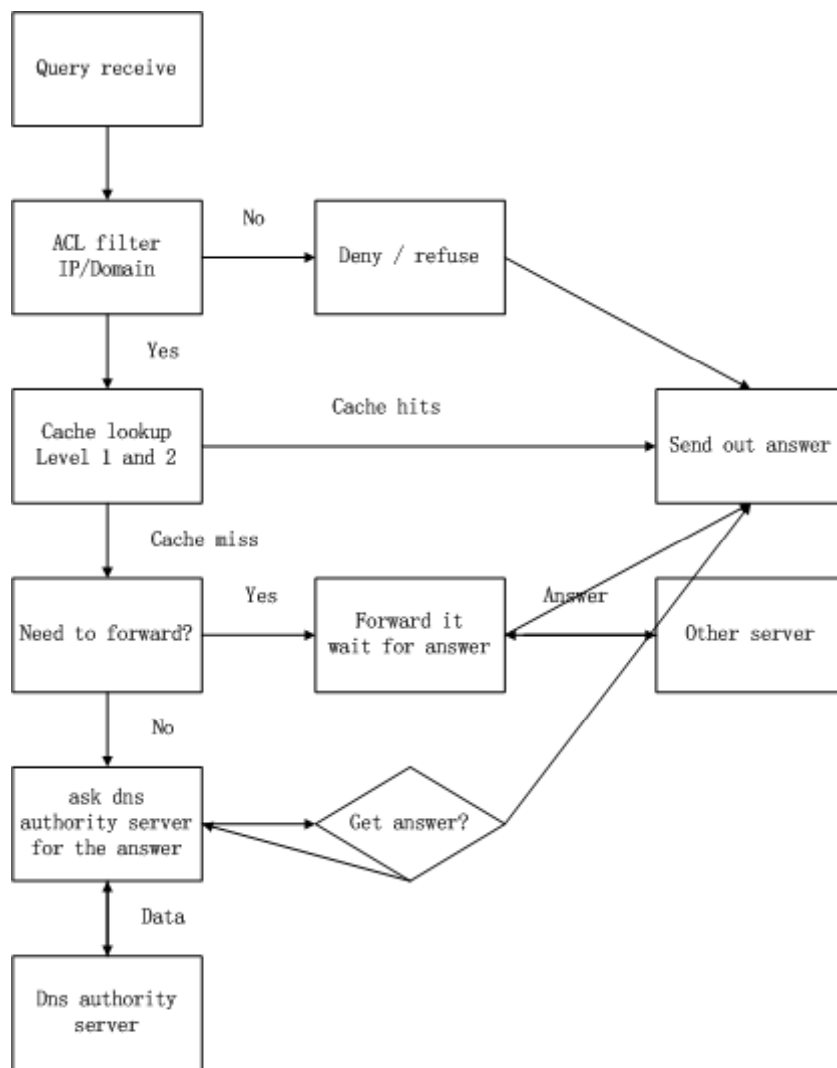 Query receive
ACL filter
IP/Domain
No
Deny / refuse
Yes
Cache lookup
Level 1 and 2
Cache hits
Send out answer
Cache miss
Need to forward?
Yes
Forward it
wait for answer
Answer
Other server
No
ask dns
authority server
for the answer
Get answer?
Data
Dns authority
server